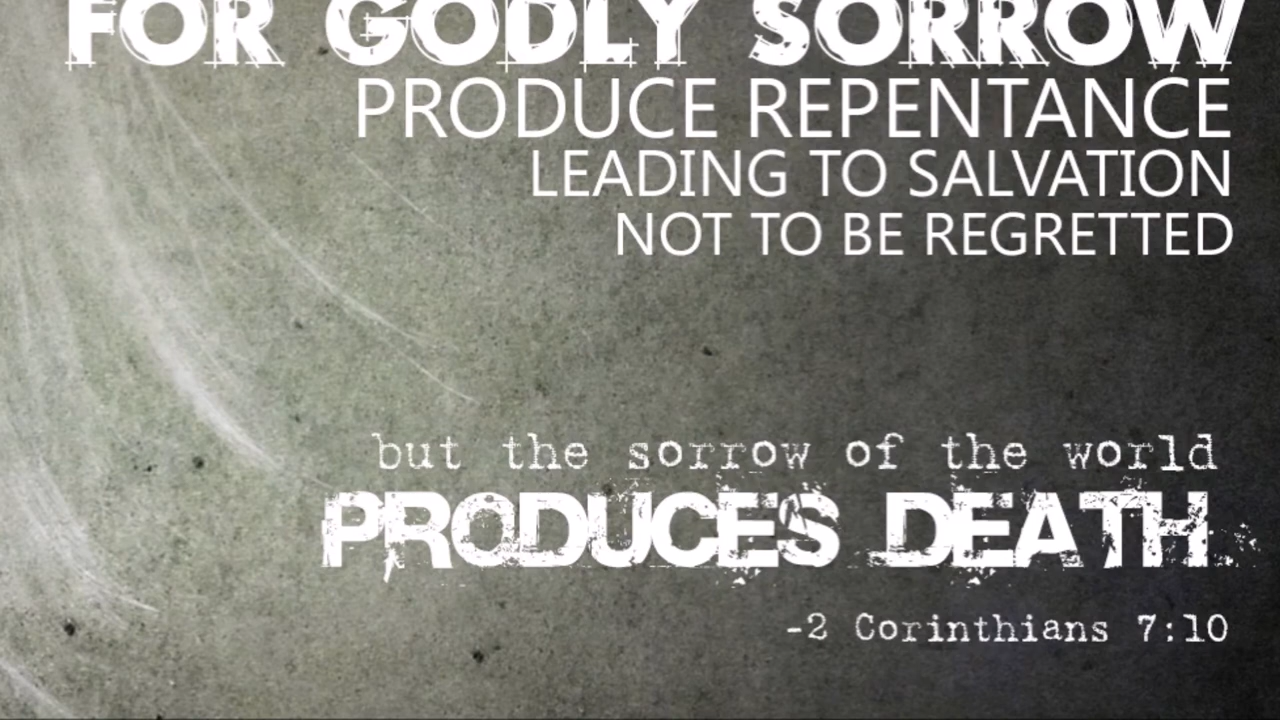 FOR GODLY SORROW
PRODUCE REPENTANCE
LEADING TO SALVATION
NOT TO BE REGRETTED
but the sorrow of the world
PRODUCES DEATH
-2 Corinthians 7:10